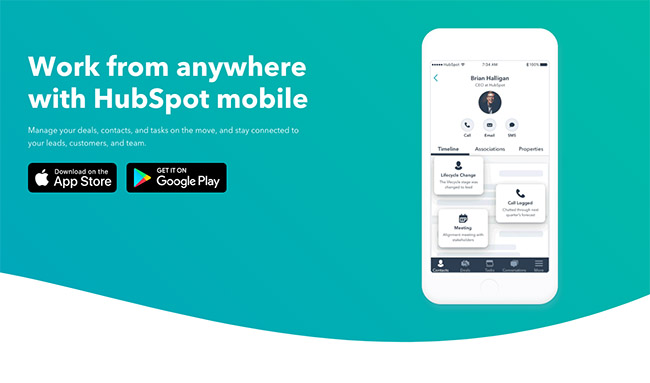 Work from anywhere
with HubSpot mobile
Manage your deals, contacts, and tasks on the move, and stay connected to
your leads, customers, and team.
Download on the
App Store
GET IT ON
Google Play
HubSpot
7:54 AM
100%
Brian Halligan
CEO at HubSpot
Call
Email
SMS
Timeline
Associations
Properties
Lifecycle Change
The lifecycle stage was
changed to lead
Call Logged
Chatted through next
quarter's forecast
Meeting
Alignment meeting with
stakeholders
Contacts
Deals
Tasks
Conversations
More